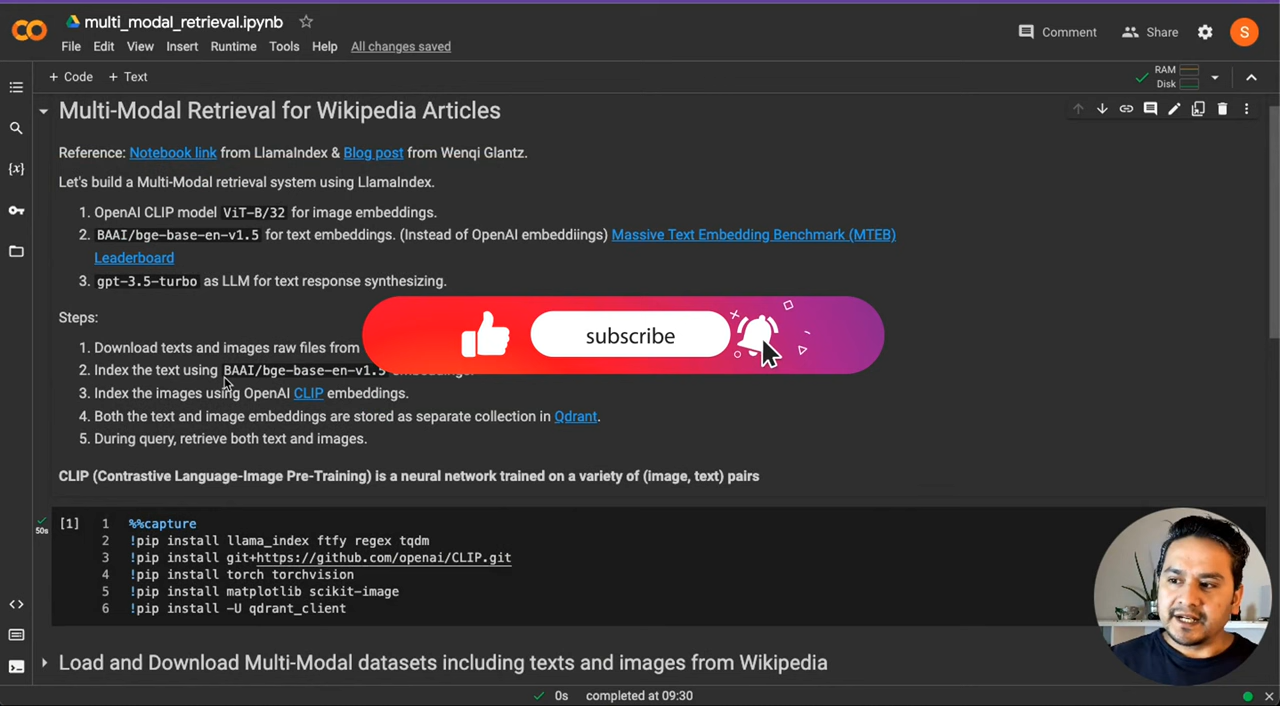 multi_modal_retrieval.ipynb
Comment
Share
S
File Edit View Insert Runtime Tools Help All changes saved
+ Code + Text
RAM
Disk
Multi-Modal Retrieval for Wikipedia Articles
Reference: Notebook link from LlamaIndex & Blog post from Wenqi Glantz.
Let's build a Multi-Modal retrieval system using LlamaIndex.
1. OpenAI CLIP model ViT-B/32 for image embeddings.
2. BAAI/bge-base-en-v1.5 for text embeddings. (Instead of OpenAI embeddiings) Massive Text Embedding Benchmark (MTEB)
Leaderboard
3. gpt-3.5-turbo as LLM for text response synthesizing.
Steps:
1. Download texts and images raw files from
subscribe
2. Index the text using BAAI/bge-base-en-v1.5
3. Index the images using OpenAI CLIP embeddings.
4. Both the text and image embeddings are stored as separate collection in Qdrant.
5. During query, retrieve both text and images.
CLIP (Contrastive Language-Image Pre-Training) is a neural network trained on a variety of (image, text) pairs
[1] 1 %%capture
50s
2 !pip install llama_index ftfy regex tqdm
3 !pip install git+https://github.com/openai/CLIP.git
4 !pip install torch torchvision
5 !pip install matplotlib scikit-image
6 !pip install -U qdrant_client
Load and Download Multi-Modal datasets including texts and images from Wikipedia
0s completed at 09:30